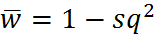 w̅ = 1 − sq²